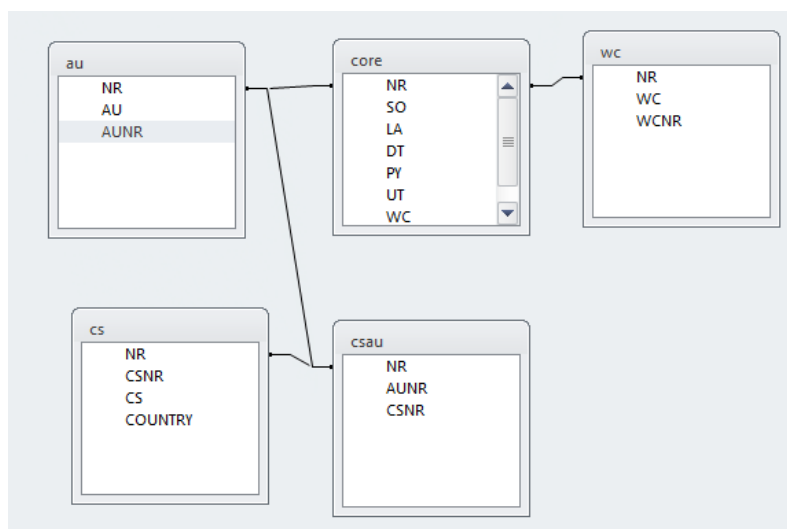 au
NR
AU
AUNR
core
NR
SO
LA
DT
PY
UT
WC
wc
NR
WC
WCNR
cs
NR
CSNR
CS
COUNTRY
csau
NR
AUNR
CSNR